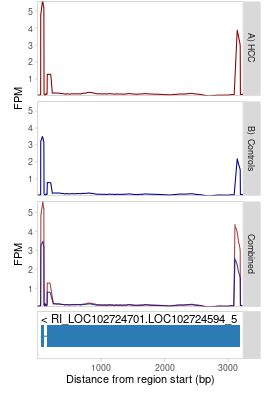 5
4
3
2
1
A) HCC
FPM
5
4
3
2
1
B) Controls
5
4
3
2
1
Combined
FPM
< RI_LOC102724701.LOC102724594_5
1000 2000 3000
Distance from region start (bp)